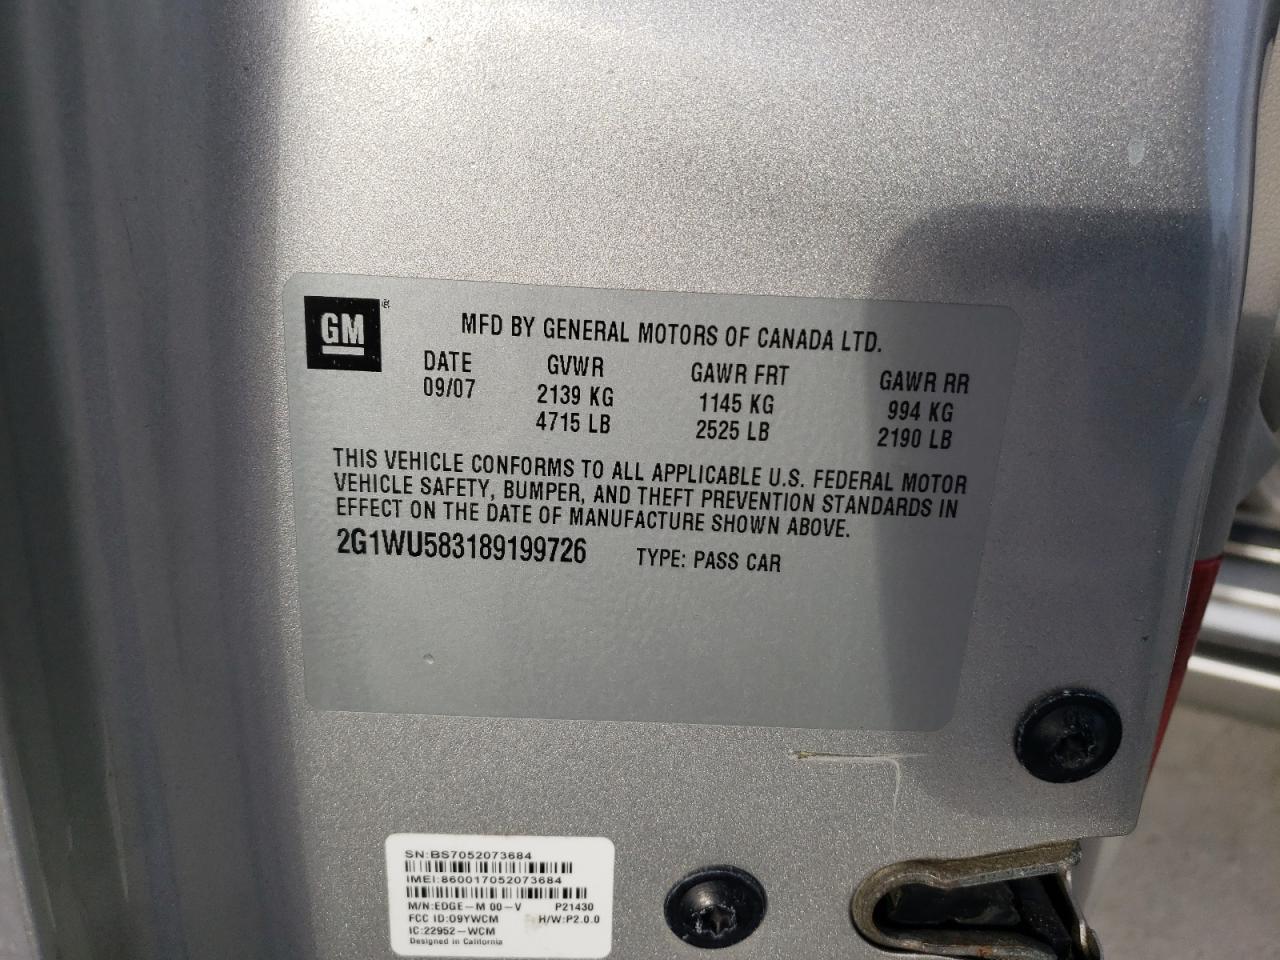 GM
MFD BY GENERAL MOTORS OF CANADA LTD.
DATE GVWR GAWR FRT GAWR RR
09/07 2139 KG 1145 KG 994 KG
4715 LB 2525 LB 2190 LB
THIS VEHICLE CONFORMS TO ALL APPLICABLE U.S. FEDERAL MOTOR
VEHICLE SAFETY, BUMPER, AND THEFT PREVENTION STANDARDS IN
EFFECT ON THE DATE OF MANUFACTURE SHOWN ABOVE.
2G1WU583189199726 TYPE: PASS CAR
SN:BS7052073684
IMEI:860017052073684
M/N:EDGE-M 00-V P21430
FCC ID:O9YWCM H/W:P2.0.0
IC:22952-WCM
Designed in California